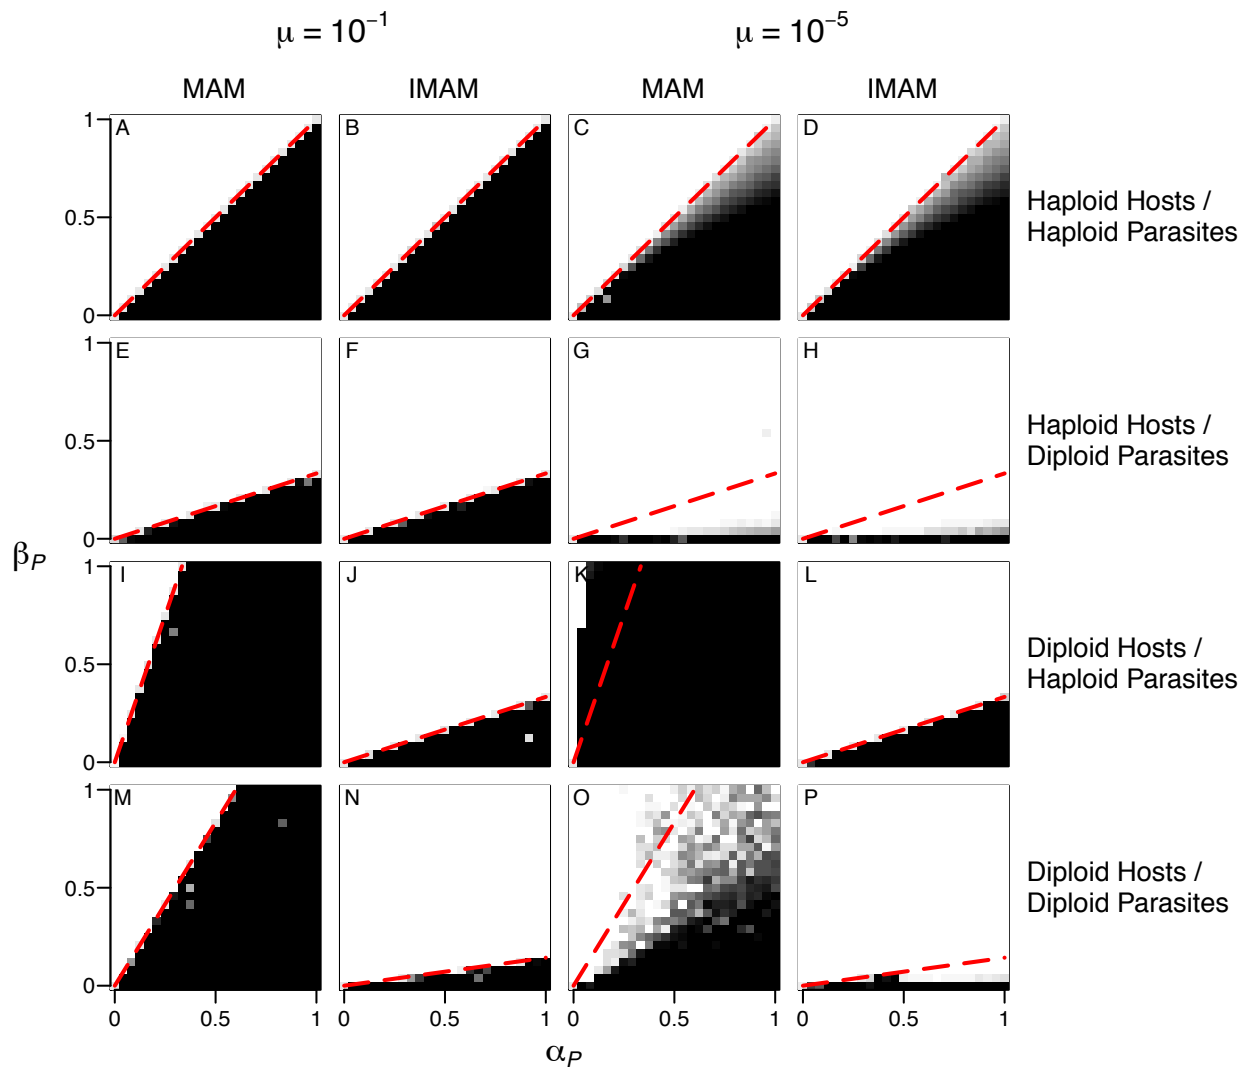 μ = 10⁻¹ μ = 10⁻⁵
MAM IMAM MAM IMAM
A B C D
1
0.5
0
Haploid Hosts /
Haploid Parasites
E F G H
1
0.5
0
Haploid Hosts /
Diploid Parasites
βP
I J K L
1
0.5
0
Diploid Hosts /
Haploid Parasites
M N O P
1
0.5
0
Diploid Hosts /
Diploid Parasites
0 0.5 1 0 0.5 1 0 0.5 1 0 0.5 1
αP